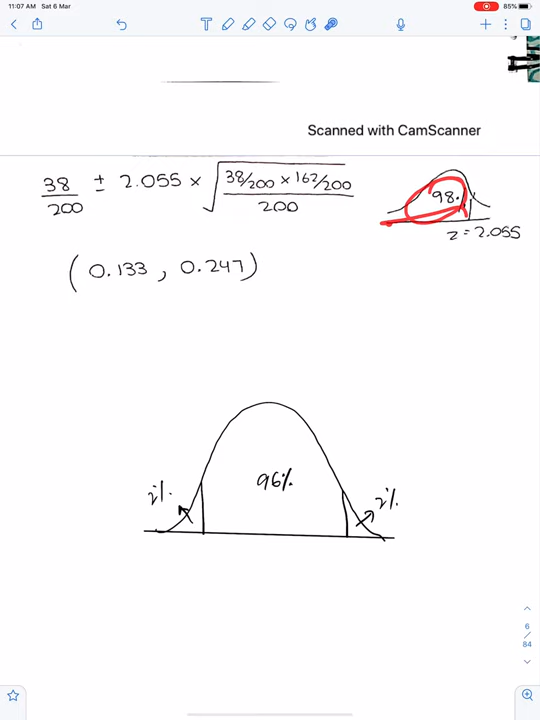 11:07 AM Sat 6 Mar 85%
Scanned with CamScanner
38/200 ± 2.055 × √(38/200 × 162/200 / 200)
98%
z = 2.055
(0.133, 0.247)
96%
2% 2%
6
/
84